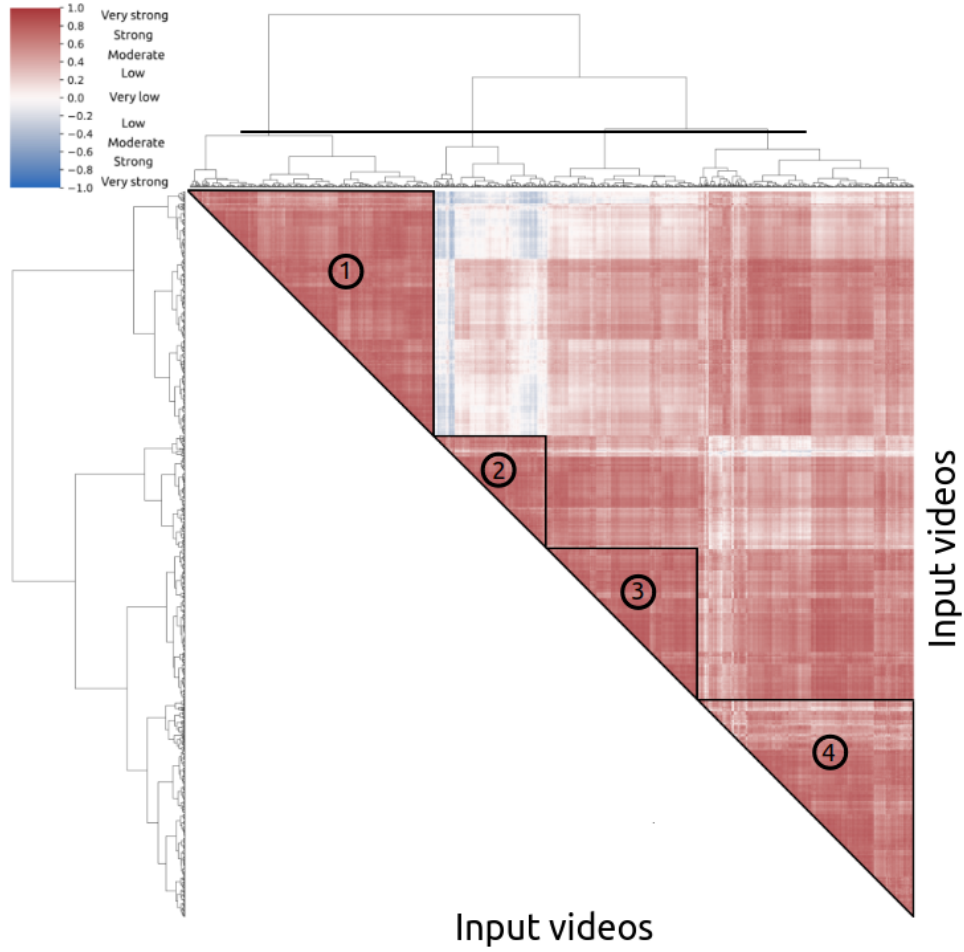 1.0 Very strong
0.8 Strong
0.6 Moderate
0.4 Low
0.2
0.0 Very low
−0.2 Low
−0.4 Moderate
−0.6 Strong
−0.8 Very strong
−1.0
1
2
3
4
Input videos
Input videos